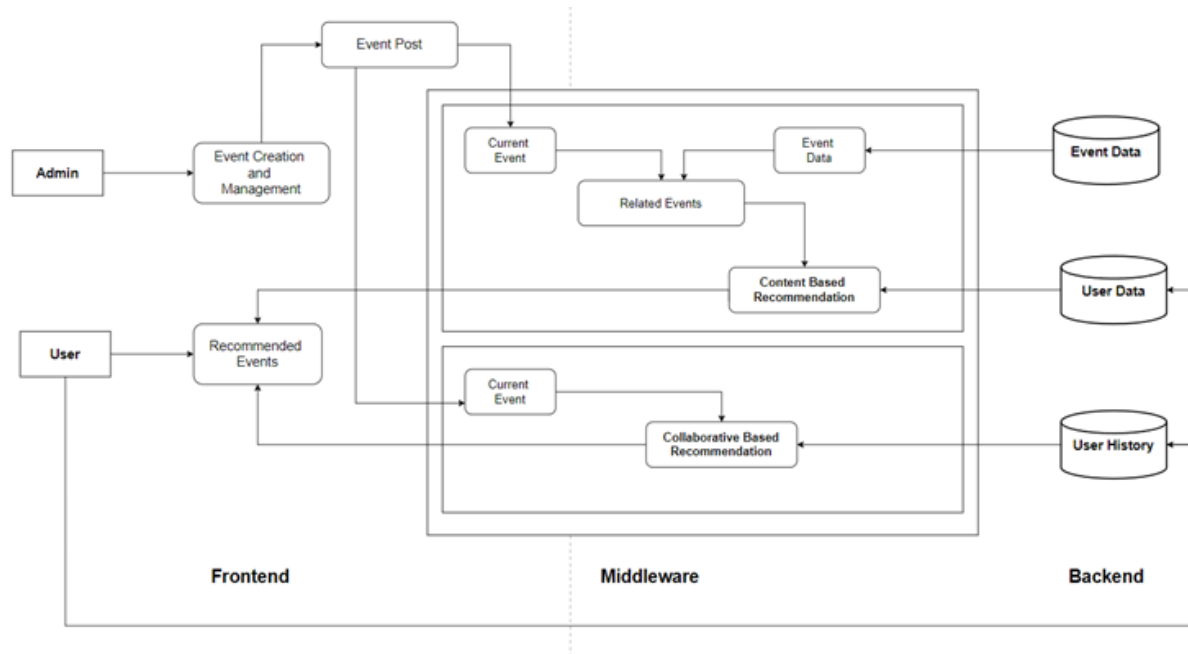 Event Post
Current
Event
Event
Data
Event Data
Admin
Event Creation
and
Management
Related Events
Content Based
Recommendation
User Data
User
Recommended
Events
Current
Event
Collaborative Based
Recommendation
User History
Frontend
Middleware
Backend